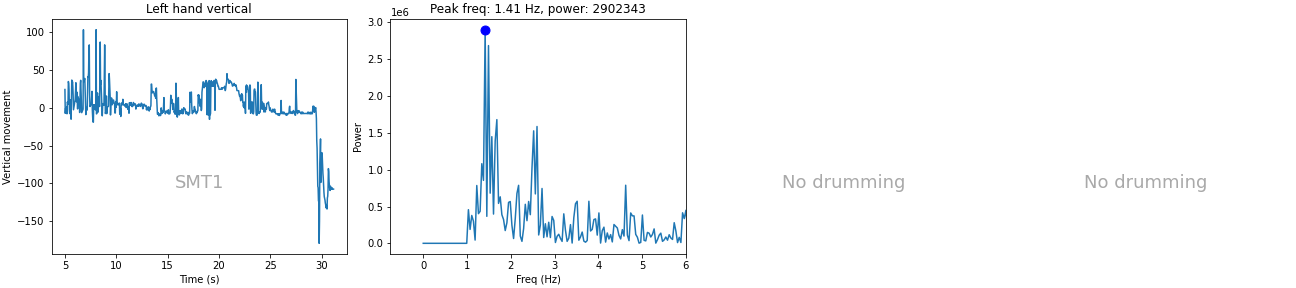 Left hand vertical
Vertical movement
100
50
0
−50
−100
−150
SMT1
5
10
15
20
25
30
Time (s)
Peak freq: 1.41 Hz, power: 2902343
1e6
Power
3.0
2.5
2.0
1.5
1.0
0.5
0.0
0
1
2
3
4
5
6
Freq (Hz)
No drumming
No drumming